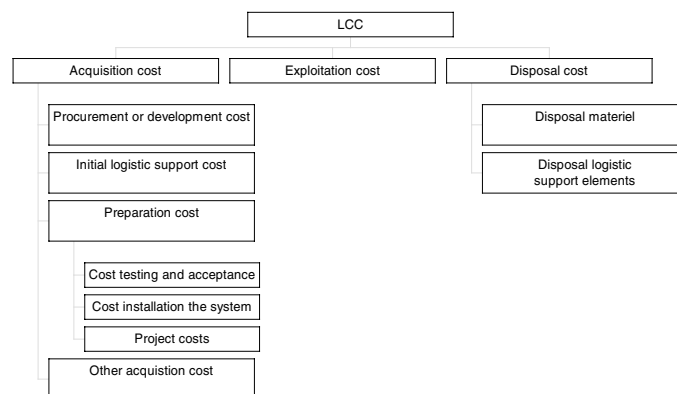 LCC
Acquisition cost
Exploitation cost
Disposal cost
Procurement or development cost
Disposal materiel
Initial logistic support cost
Disposal logistic
support elements
Preparation cost
Cost testing and acceptance
Cost installation the system
Project costs
Other acquistion cost